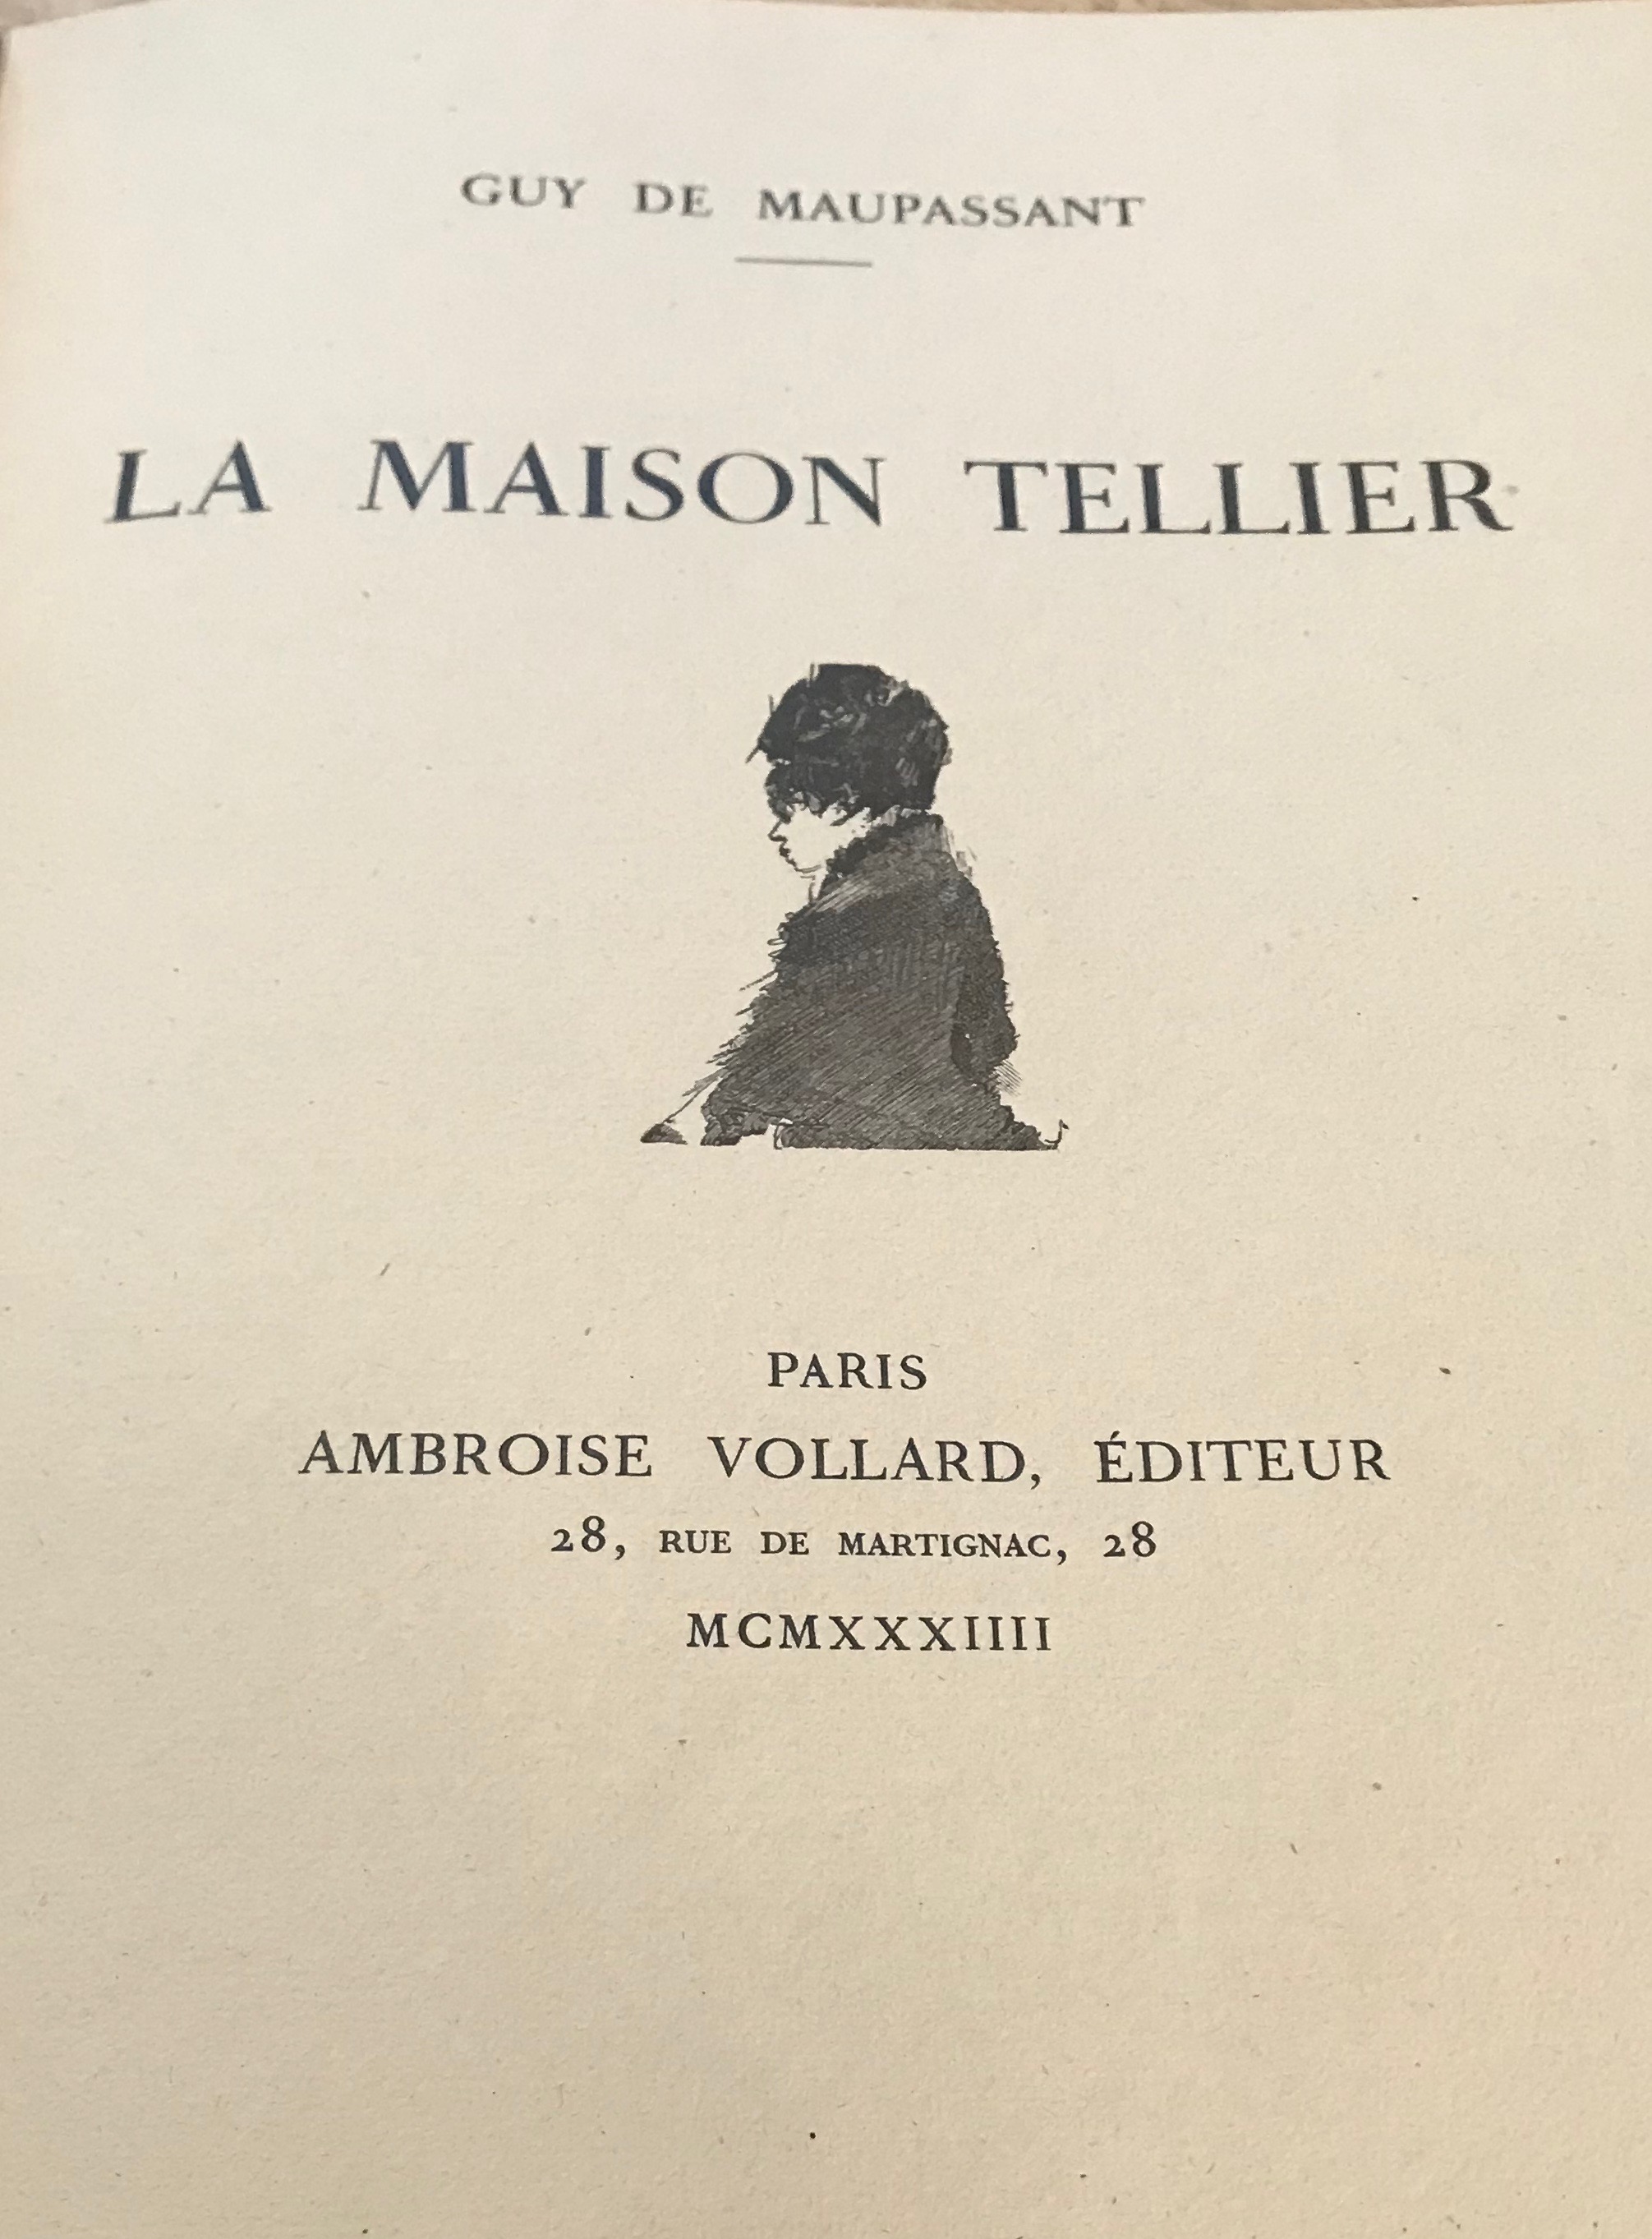 GUY DE MAUPASSANT
LA MAISON TELLIER
PARIS
AMBROISE VOLLARD, ÉDITEUR
28, RUE DE MARTIGNAC, 28
MCMXXXIIII